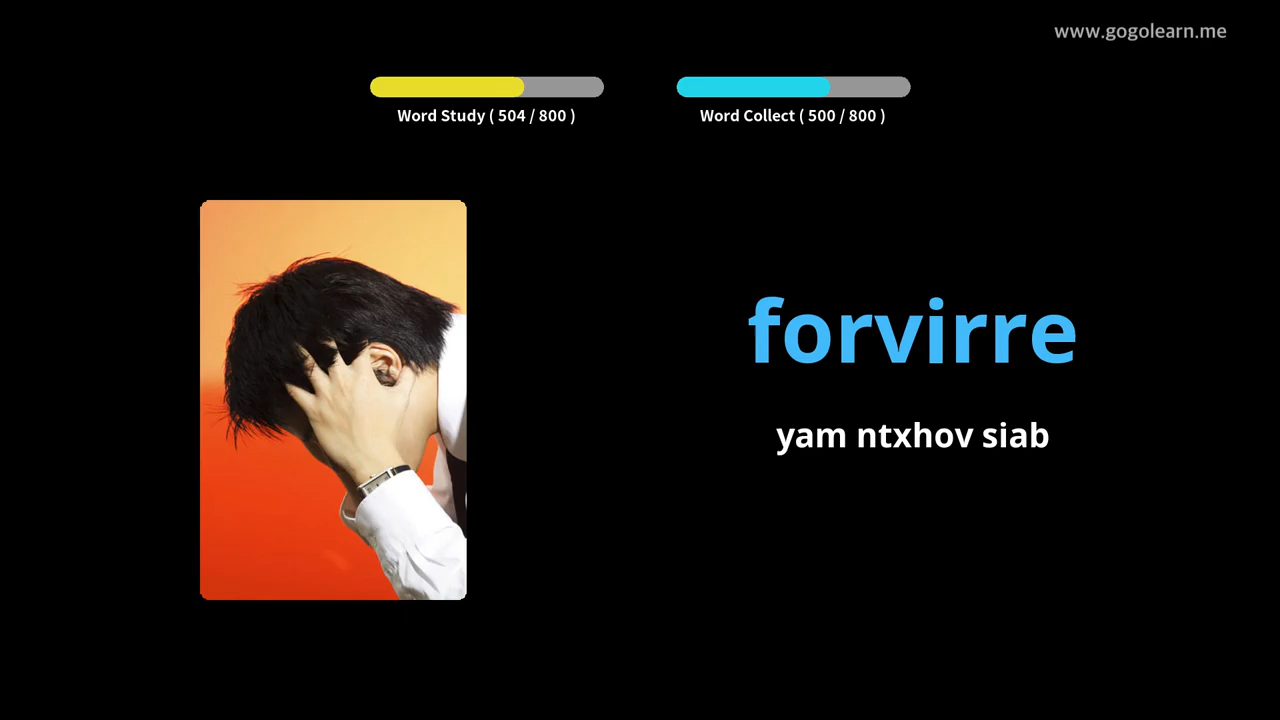 www.gogolearn.me
Word Study ( 504 / 800 )
Word Collect ( 500 / 800 )
forvirre
yam ntxhov siab